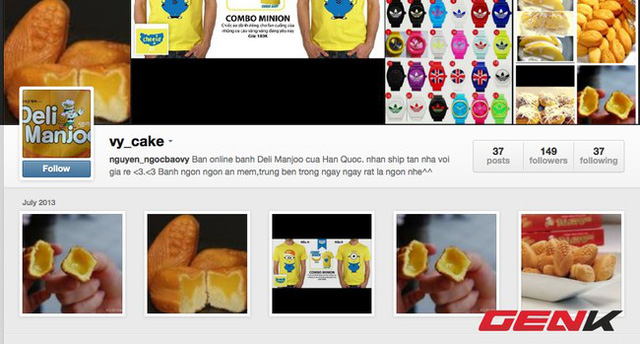 COMBO MINION
cheerid
Deli
Manjoo
Follow
vy_cake
nguyen_ngocbaovy Ban online banh Deli Manjoo cua Han Quoc. nhan ship tan nha voi
gia re <3.<3 Banh ngon ngon an mem,trung ben trong ngay ngay rat la ngon nhe^^
37
posts
149
followers
37
following
July 2013
COMBO MINION
GENK